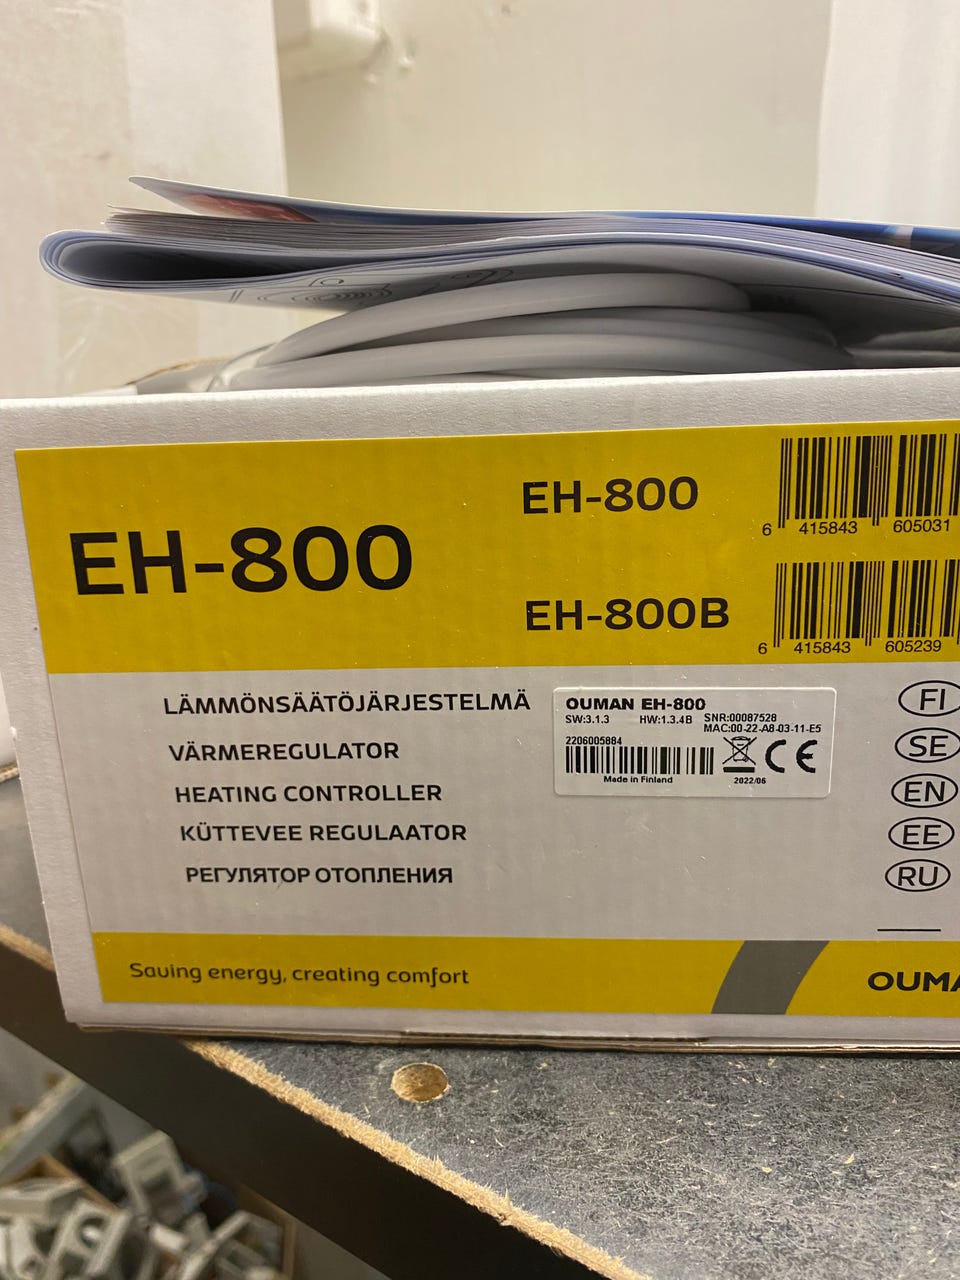 EH-800
EH-800
6 415843 605031
EH-800B
6 415843 605239
LÄMMÖNSÄÄTÖJÄRJESTELMÄ
VÄRMEREGULATOR
HEATING CONTROLLER
KÜTTEVEE REGULAATOR
РЕГУЛЯТОР ОТОПЛЕНИЯ
OUMAN EH-800
SW:3.1.3 HW:1.3.4B SNR:00087528
MAC:00-22-A8-03-11-E5
2206005884
Made in Finland
2022/06
CE
FI
SE
EN
EE
RU
Saving energy, creating comfort
OUMA